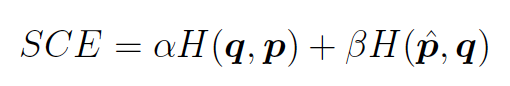 SCE = αH(q, p) + βH(p̂, q)